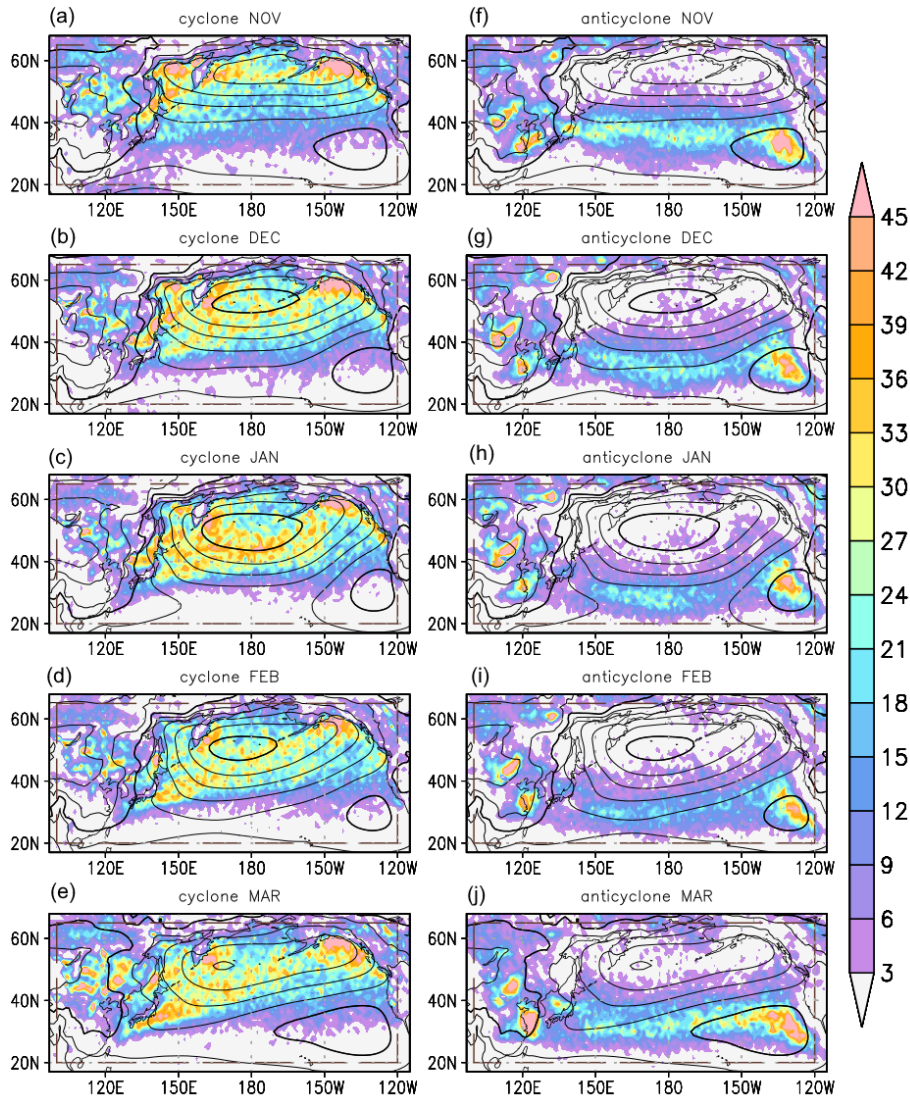 (a) cyclone NOV
60N
40N
20N
120E 150E 180 150W 120W
(f) anticyclone NOV
60N
40N
20N
120E 150E 180 150W 120W
(b) cyclone DEC
60N
40N
20N
120E 150E 180 150W 120W
(g) anticyclone DEC
60N
40N
20N
120E 150E 180 150W 120W
(c) cyclone JAN
60N
40N
20N
120E 150E 180 150W 120W
(h) anticyclone JAN
60N
40N
20N
120E 150E 180 150W 120W
(d) cyclone FEB
60N
40N
20N
120E 150E 180 150W 120W
(i) anticyclone FEB
60N
40N
20N
120E 150E 180 150W 120W
(e) cyclone MAR
60N
40N
20N
120E 150E 180 150W 120W
(j) anticyclone MAR
60N
40N
20N
120E 150E 180 150W 120W
45
42
39
36
33
30
27
24
21
18
15
12
9
6
3